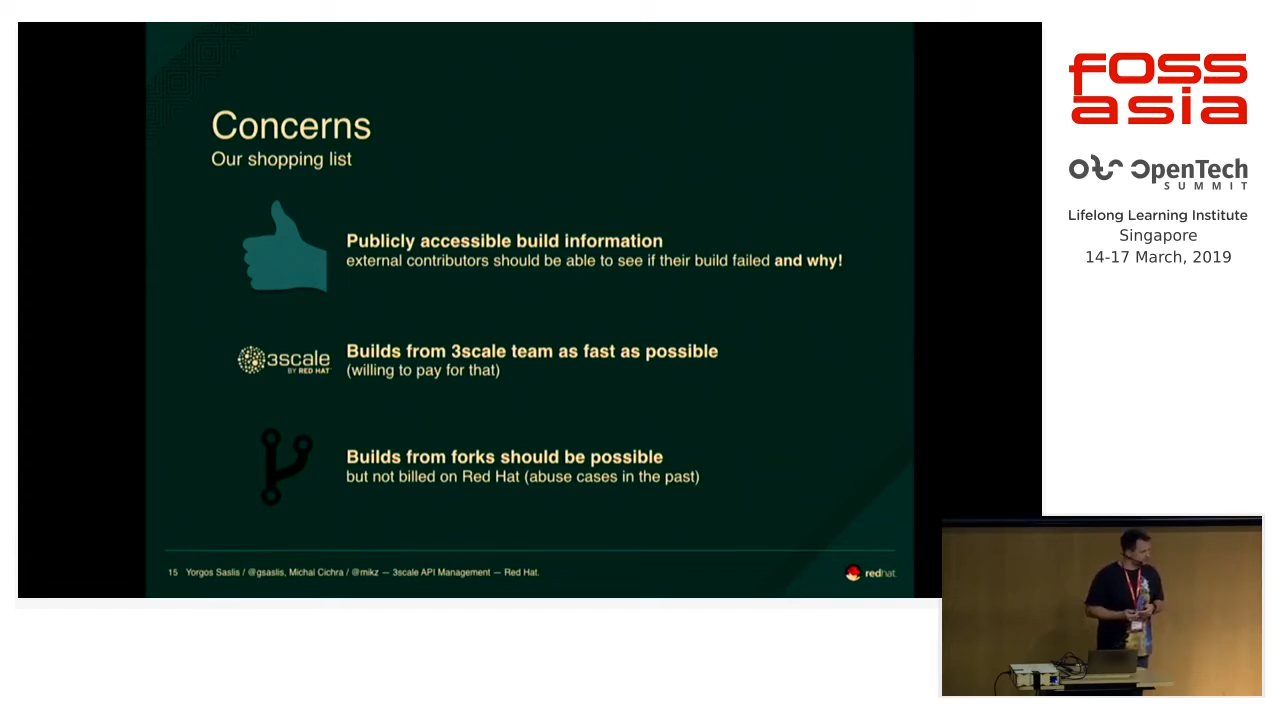 Concerns
Our shopping list
Publicly accessible build information
external contributors should be able to see if their build failed and why!
3scale
BY RED HAT
Builds from 3scale team as fast as possible
(willing to pay for that)
Builds from forks should be possible
but not billed on Red Hat (abuse cases in the past)
15 Yorgos Saslis / @gsaslis, Michal Cichra / @mikz — 3scale API Management — Red Hat.
redhat.
foss
asia
OpenTech
SUMMIT
Lifelong Learning Institute
Singapore
14-17 March, 2019